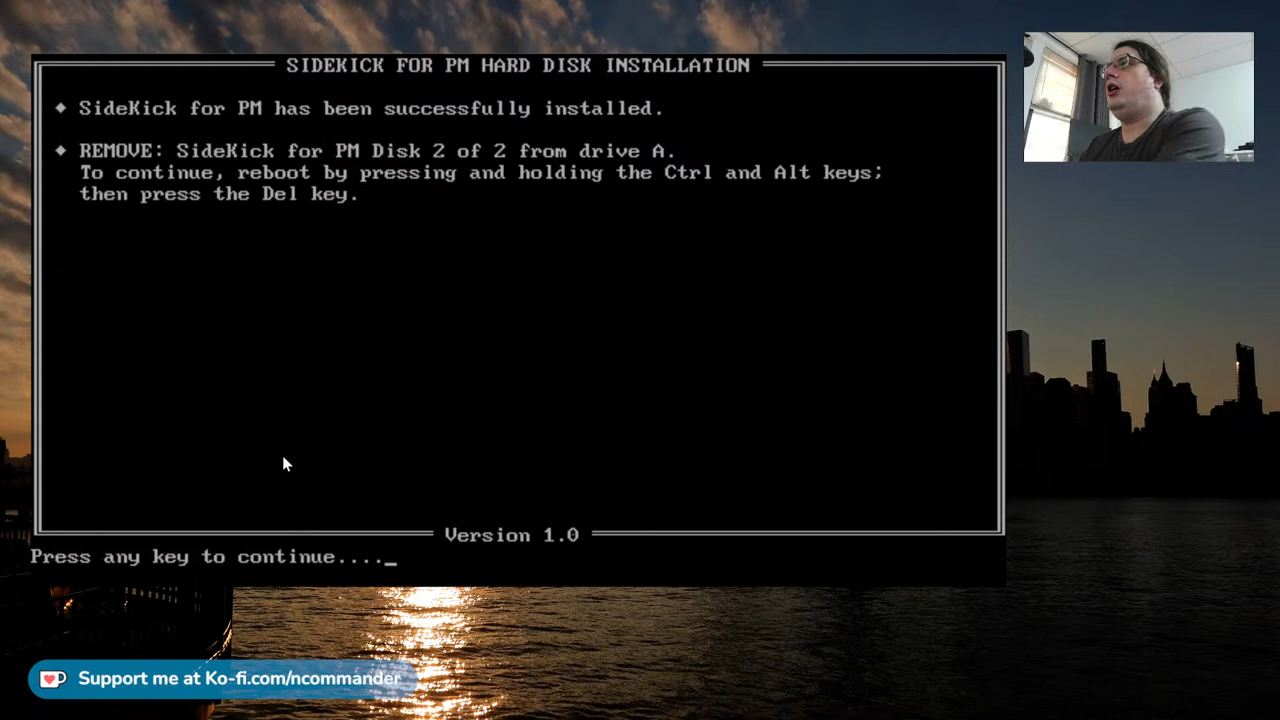 SIDEKICK FOR PM HARD DISK INSTALLATION
◆ SideKick for PM has been successfully installed.
◆ REMOVE: SideKick for PM Disk 2 of 2 from drive A.
To continue, reboot by pressing and holding the Ctrl and Alt keys;
then press the Del key.
Version 1.0
Press any key to continue...._
Support me at Ko-fi.com/ncommander